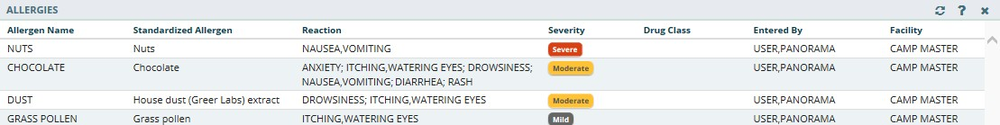 ALLERGIES ?
Allergen Name Standardized Allergen Reaction Severity Drug Class Entered By Facility
NUTS Nuts NAUSEA,VOMITING Severe USER,PANORAMA CAMP MASTER
CHOCOLATE Chocolate ANXIETY; ITCHING,WATERING EYES; DROWSINESS; Moderate USER,PANORAMA CAMP MASTER
NAUSEA,VOMITING; DIARRHEA; RASH
DUST House dust (Greer Labs) extract DROWSINESS; ITCHING,WATERING EYES Moderate USER,PANORAMA CAMP MASTER
GRASS POLLEN Grass pollen ITCHING,WATERING EYES Mild USER,PANORAMA CAMP MASTER